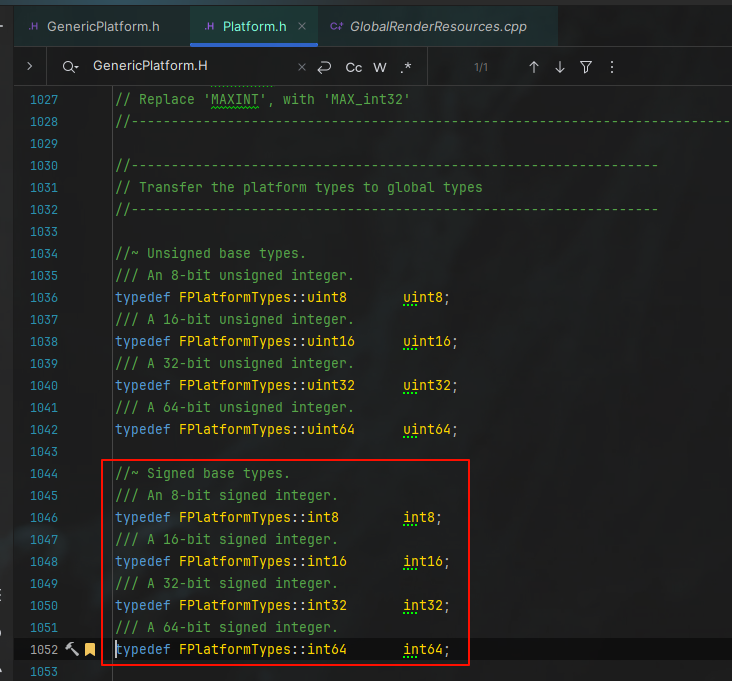 GenericPlatform.h Platform.h GlobalRenderResources.cpp
GenericPlatform.H Cc W .* 1/1
1027 // Replace 'MAXINT', with 'MAX_int32'
1028 //---------------------------------------------------------------------------
1029
1030 //------------------------------------------------------------------
1031 // Transfer the platform types to global types
1032 //------------------------------------------------------------------
1033
1034 //~ Unsigned base types.
1035 /// An 8-bit unsigned integer.
1036 typedef FPlatformTypes::uint8 uint8;
1037 /// A 16-bit unsigned integer.
1038 typedef FPlatformTypes::uint16 uint16;
1039 /// A 32-bit unsigned integer.
1040 typedef FPlatformTypes::uint32 uint32;
1041 /// A 64-bit unsigned integer.
1042 typedef FPlatformTypes::uint64 uint64;
1043
1044 //~ Signed base types.
1045 /// An 8-bit signed integer.
1046 typedef FPlatformTypes::int8 int8;
1047 /// A 16-bit signed integer.
1048 typedef FPlatformTypes::int16 int16;
1049 /// A 32-bit signed integer.
1050 typedef FPlatformTypes::int32 int32;
1051 /// A 64-bit signed integer.
1052 typedef FPlatformTypes::int64 int64;
1053